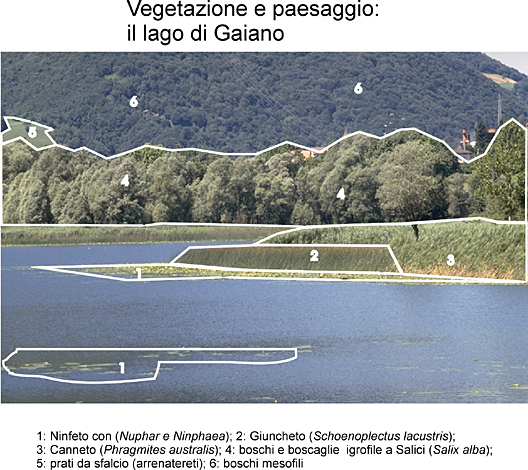 Vegetazione e paesaggio:
il lago di Gaiano
6
6
5
4
4
2
3
1
1
1: Ninfeto con (Nuphar e Ninphaea); 2: Giuncheto (Schoenoplectus lacustris);
3: Canneto (Phragmites australis); 4: boschi e boscaglie igrofile a Salici (Salix alba);
5: prati da sfalcio (arrenatereti); 6: boschi mesofili